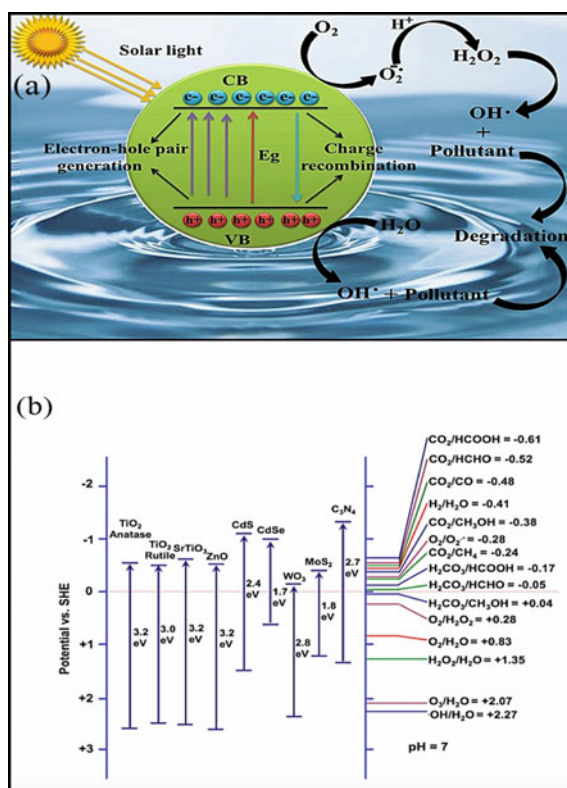 (a)
Solar light
O₂
H⁺
O₂⁻·
H₂O₂
CB
e− e− e− e− e− e−
OH·
+
Pollutant
Electron-hole pair
generation
Eg
Charge
recombination
h+ h+ h+ h+ h+ h+
VB
H₂O
Degradation
OH· + Pollutant
(b)
Potential vs. SHE
-2
-1
0
+1
+2
+3
TiO₂
Anatase
3.2
eV
TiO₂
Rutile
3.0
eV
SrTiO₃
3.2
eV
ZnO
3.2
eV
CdS
2.4
eV
CdSe
1.7
eV
WO₃
2.8
eV
MoS₂
1.8
eV
C₃N₄
2.7
eV
CO₂/HCOOH = -0.61
CO₂/HCHO = -0.52
CO₂/CO = -0.48
H₂/H₂O = -0.41
CO₂/CH₃OH = -0.38
O₂/O₂·⁻ = -0.28
CO₂/CH₄ = -0.24
H₂CO₃/HCOOH = -0.17
H₂CO₃/HCHO = -0.05
H₂CO₃/CH₃OH = +0.04
O₂/H₂O₂ = +0.28
O₂/H₂O = +0.83
H₂O₂/H₂O = +1.35
O₃/H₂O = +2.07
·OH/H₂O = +2.27
pH = 7